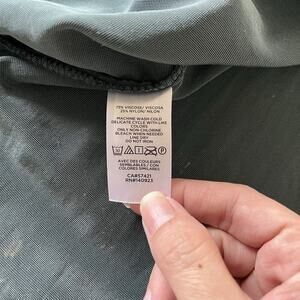 75% VISCOSE/ VISCOSA
25% NYLON/ NILON
MACHINE WASH COLD
DELICATE CYCLE WITH LIKE
COLORS
ONLY NON-CHLORINE
BLEACH WHEN NEEDED
LINE DRY
DO NOT IRON
AVEC DES COULEURS
SEMBLABLES CON
COLORES SIMILARES
CA#57421
RN#140923